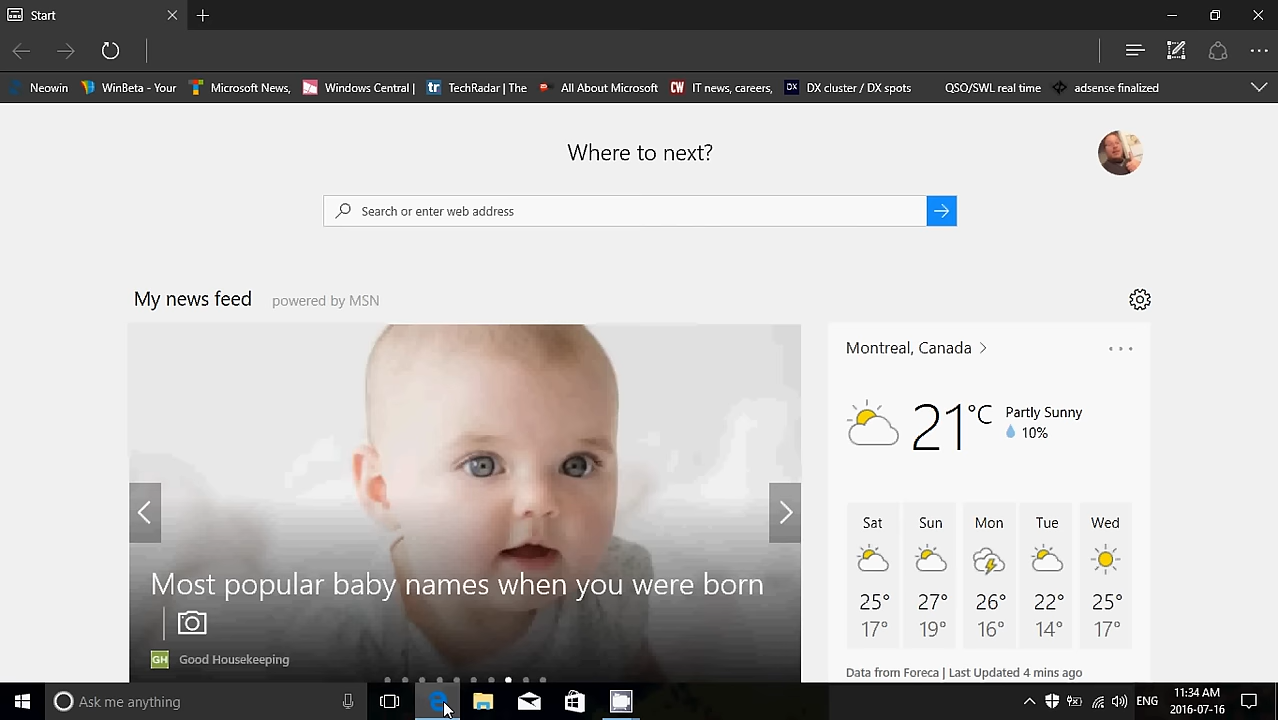 Start
Neowin
WinBeta - Your
Microsoft News,
Windows Central |
tr
TechRadar | The
All About Microsoft
CW
IT news, careers,
DX
DX cluster / DX spots
QSO/SWL real time
adsense finalized
Where to next?
Search or enter web address
My news feed
powered by MSN
Montreal, Canada
21°C
Partly Sunny
10%
Sat Sun Mon Tue Wed
25° 27° 26° 22° 25°
17° 19° 16° 14° 17°
Data from Foreca | Last Updated 4 mins ago
Most popular baby names when you were born
GH Good Housekeeping
Ask me anything
ENG
11:34 AM
2016-07-16